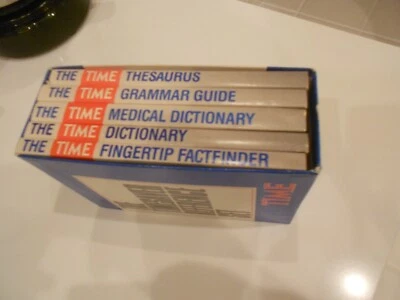 THE TIME THESAURUS
THE TIME GRAMMAR GUIDE
THE TIME MEDICAL DICTIONARY
THE TIME DICTIONARY
THE TIME FINGERTIP FACTFINDER
TIME